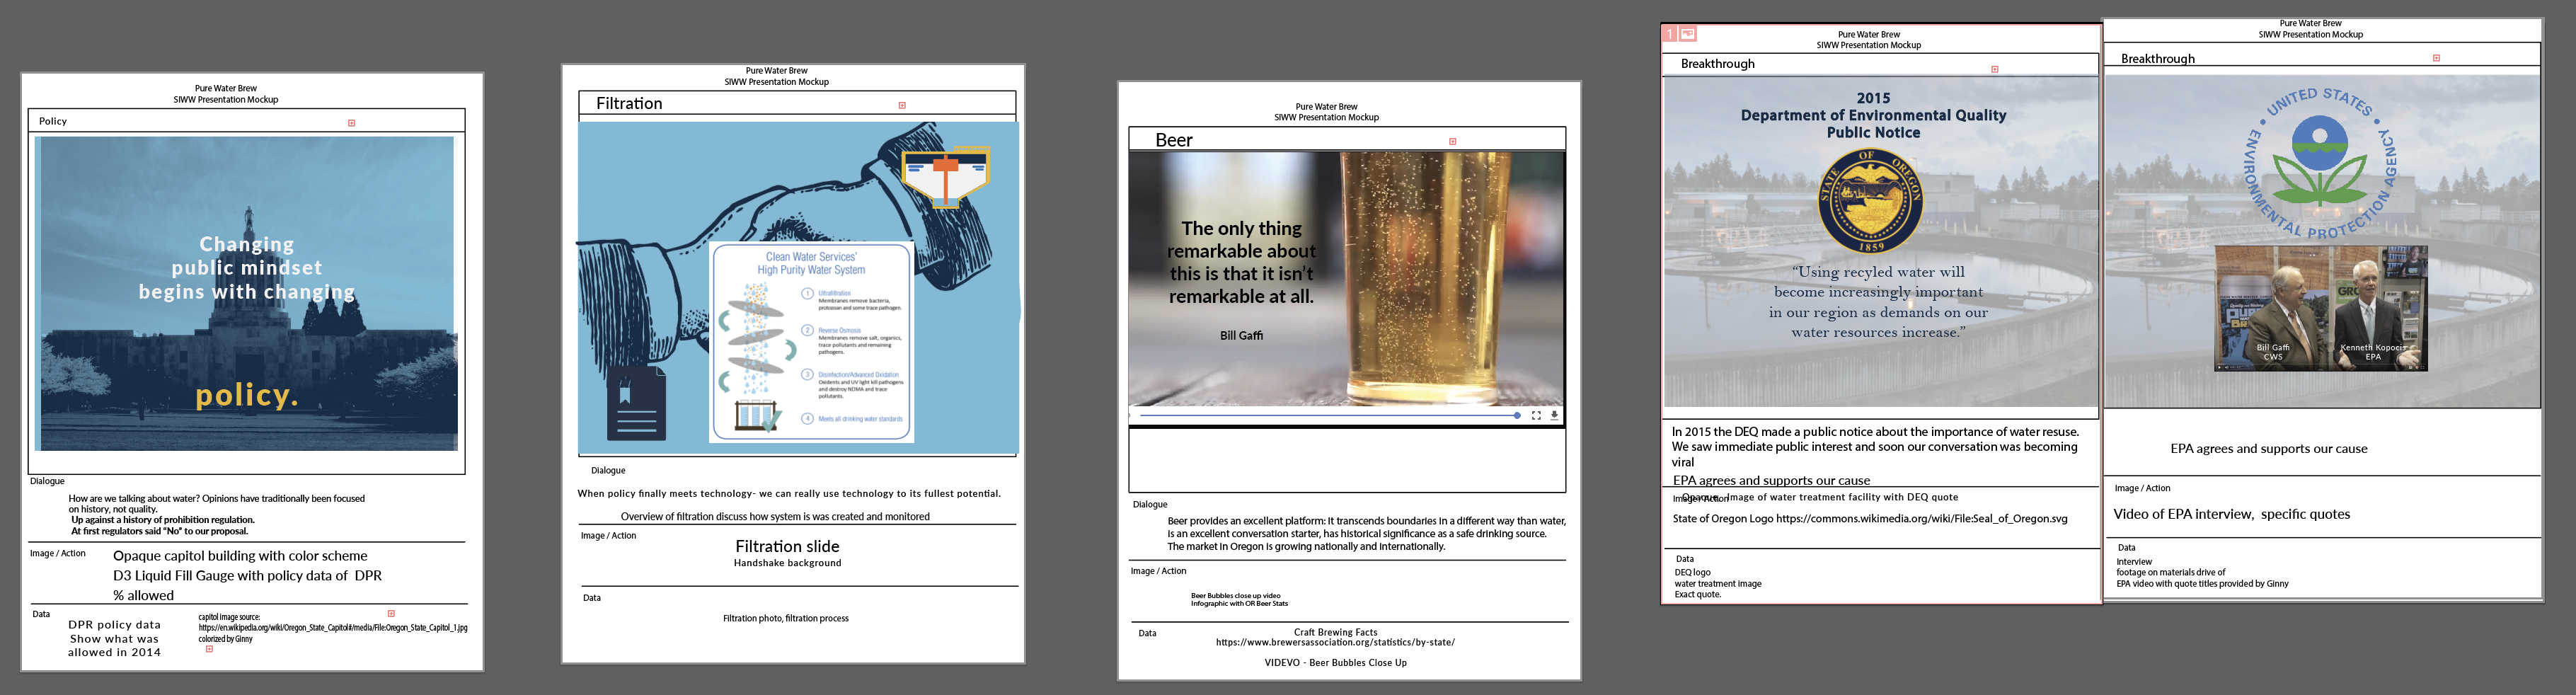 Pure Water Brew
SIWW Presentation Mockup
Policy
Changing
public mindset
begins with changing
policy.
Dialogue
How are we talking about water? Opinions have traditionally been focused
on history, not quality.
Up against a history of prohibition regulation.
At first regulators said "No" to our proposal.
Image / Action
Opaque capitol building with color scheme
D3 Liquid Fill Gauge with policy data of DPR
% allowed
Data
DPR policy data
Show what was
allowed in 2014
capitol image source:
https://en.wikipedia.org/wiki/Oregon_State_Capitol#/media/File:Oregon_State_Capitol_1.jpg
colorized by Ginny
Pure Water Brew
SIWW Presentation Mockup
Filtration
Clean Water Services'
High Purity Water System
1 Ultrafiltration
Membranes remove bacteria,
protozoan and some trace pathogen.
2 Reverse Osmosis
Membranes remove salt, organics,
trace pollutants and remaining
pathogens.
3 Disinfection/Advanced Oxidation
Oxidents and UV light kill pathogens
and destroy NDMA and trace
pollutants.
4 Meets all drinking water standards
Dialogue
When policy finally meets technology- we can really use technology to its fullest potential.
Overview of filtration discuss how system is was created and monitored
Image / Action
Filtration slide
Handshake background
Data
Filtration photo, filtration process
Pure Water Brew
SIWW Presentation Mockup
Beer
The only thing
remarkable about
this is that it isn't
remarkable at all.
Bill Gaffi
Dialogue
Beer provides an excellent platform: It transcends boundaries in a different way than water,
is an excellent conversation starter, has historical significance as a safe drinking source.
The market in Oregon is growing nationally and internationally.
Image / Action
Beer Bubbles close up video
Infographic with OR Beer Stats
Data
Craft Brewing Facts
https://www.brewersassociation.org/statistics/by-state/
VIDEVO - Beer Bubbles Close Up
1
Pure Water Brew
SIWW Presentation Mockup
Breakthrough
2015
Department of Environmental Quality
Public Notice
STATE OF OREGON
1859
“Using recyled water will
become increasingly important
in our region as demands on our
water resources increase.”
In 2015 the DEQ made a public notice about the importance of water resuse.
We saw immediate public interest and soon our conversation was becoming
viral
EPA agrees and supports our cause
Image / Action
Opaque Image of water treatment facility with DEQ quote
State of Oregon Logo https://commons.wikimedia.org/wiki/File:Seal_of_Oregon.svg
Data
DEQ logo
water treatment image
Exact quote.
Pure Water Brew
SIWW Presentation Mockup
Breakthrough
UNITED STATES
ENVIRONMENTAL PROTECTION AGENCY
Bill Gaffi
CWS
Kenneth Kopocis
EPA
EPA agrees and supports our cause
Image / Action
Video of EPA interview, specific quotes
Data
Interview
footage on materials drive of
EPA video with quote titles provided by Ginny